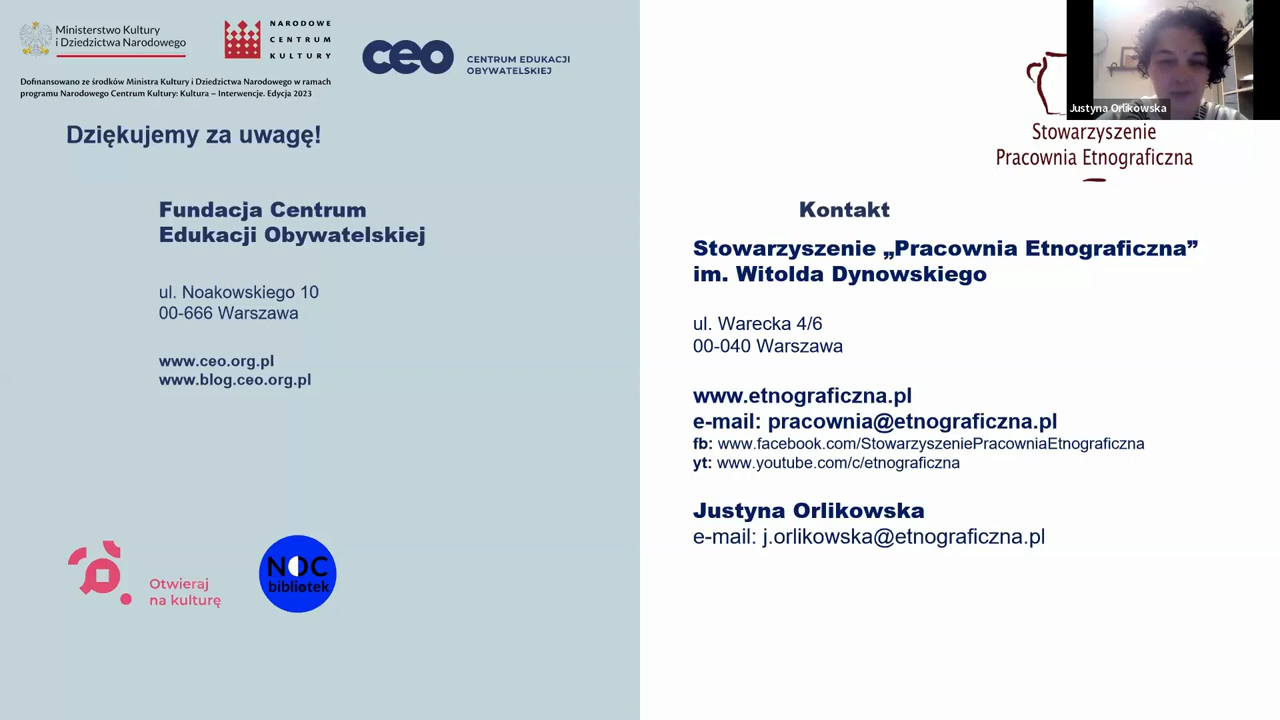 Ministerstwo Kultury
i Dziedzictwa Narodowego
NARODOWE
CENTRUM
KULTURY
ceo
CENTRUM EDUKACJI
OBYWATELSKIEJ
Dofinansowano ze środków Ministra Kultury i Dziedzictwa Narodowego w ramach
programu Narodowego Centrum Kultury: Kultura – Interwencje. Edycja 2023
Dziękujemy za uwagę!
Fundacja Centrum
Edukacji Obywatelskiej
ul. Noakowskiego 10
00-666 Warszawa
www.ceo.org.pl
www.blog.ceo.org.pl
Otwieraj
na kulturę
NOC
bibliotek
Justyna Orlikowska
Stowarzyszenie
Pracownia Etnograficzna
Kontakt
Stowarzyszenie „Pracownia Etnograficzna”
im. Witolda Dynowskiego
ul. Warecka 4/6
00-040 Warszawa
www.etnograficzna.pl
e-mail: pracownia@etnograficzna.pl
fb: www.facebook.com/StowarzyszeniePracowniaEtnograficzna
yt: www.youtube.com/c/etnograficzna
Justyna Orlikowska
e-mail: j.orlikowska@etnograficzna.pl